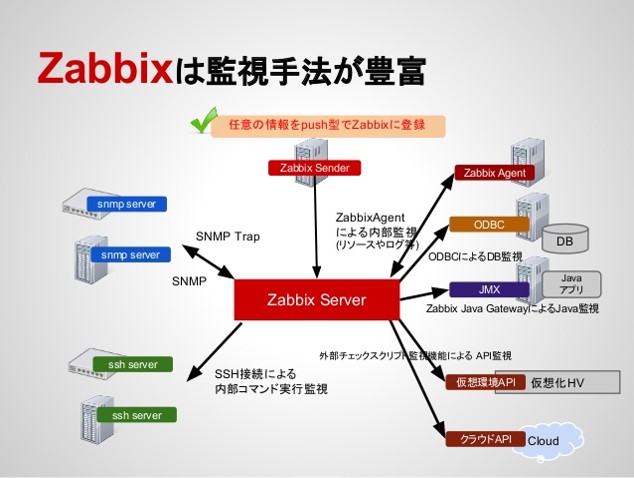 Zabbixは監視手法が豊富
任意の情報をpush型でZabbixに登録
Zabbix Sender
Zabbix Agent
snmp server
snmp server
SNMP Trap
SNMP
ZabbixAgent
による内部監視
(リソースやログ等)
ODBC
DB
ODBCによるDB監視
JMX
Java
アプリ
Zabbix Java GatewayによるJava監視
Zabbix Server
外部チェックスクリプト監視機能による API監視
ssh server
ssh server
SSH接続による
内部コマンド実行監視
仮想環境API
仮想化HV
クラウドAPI
Cloud